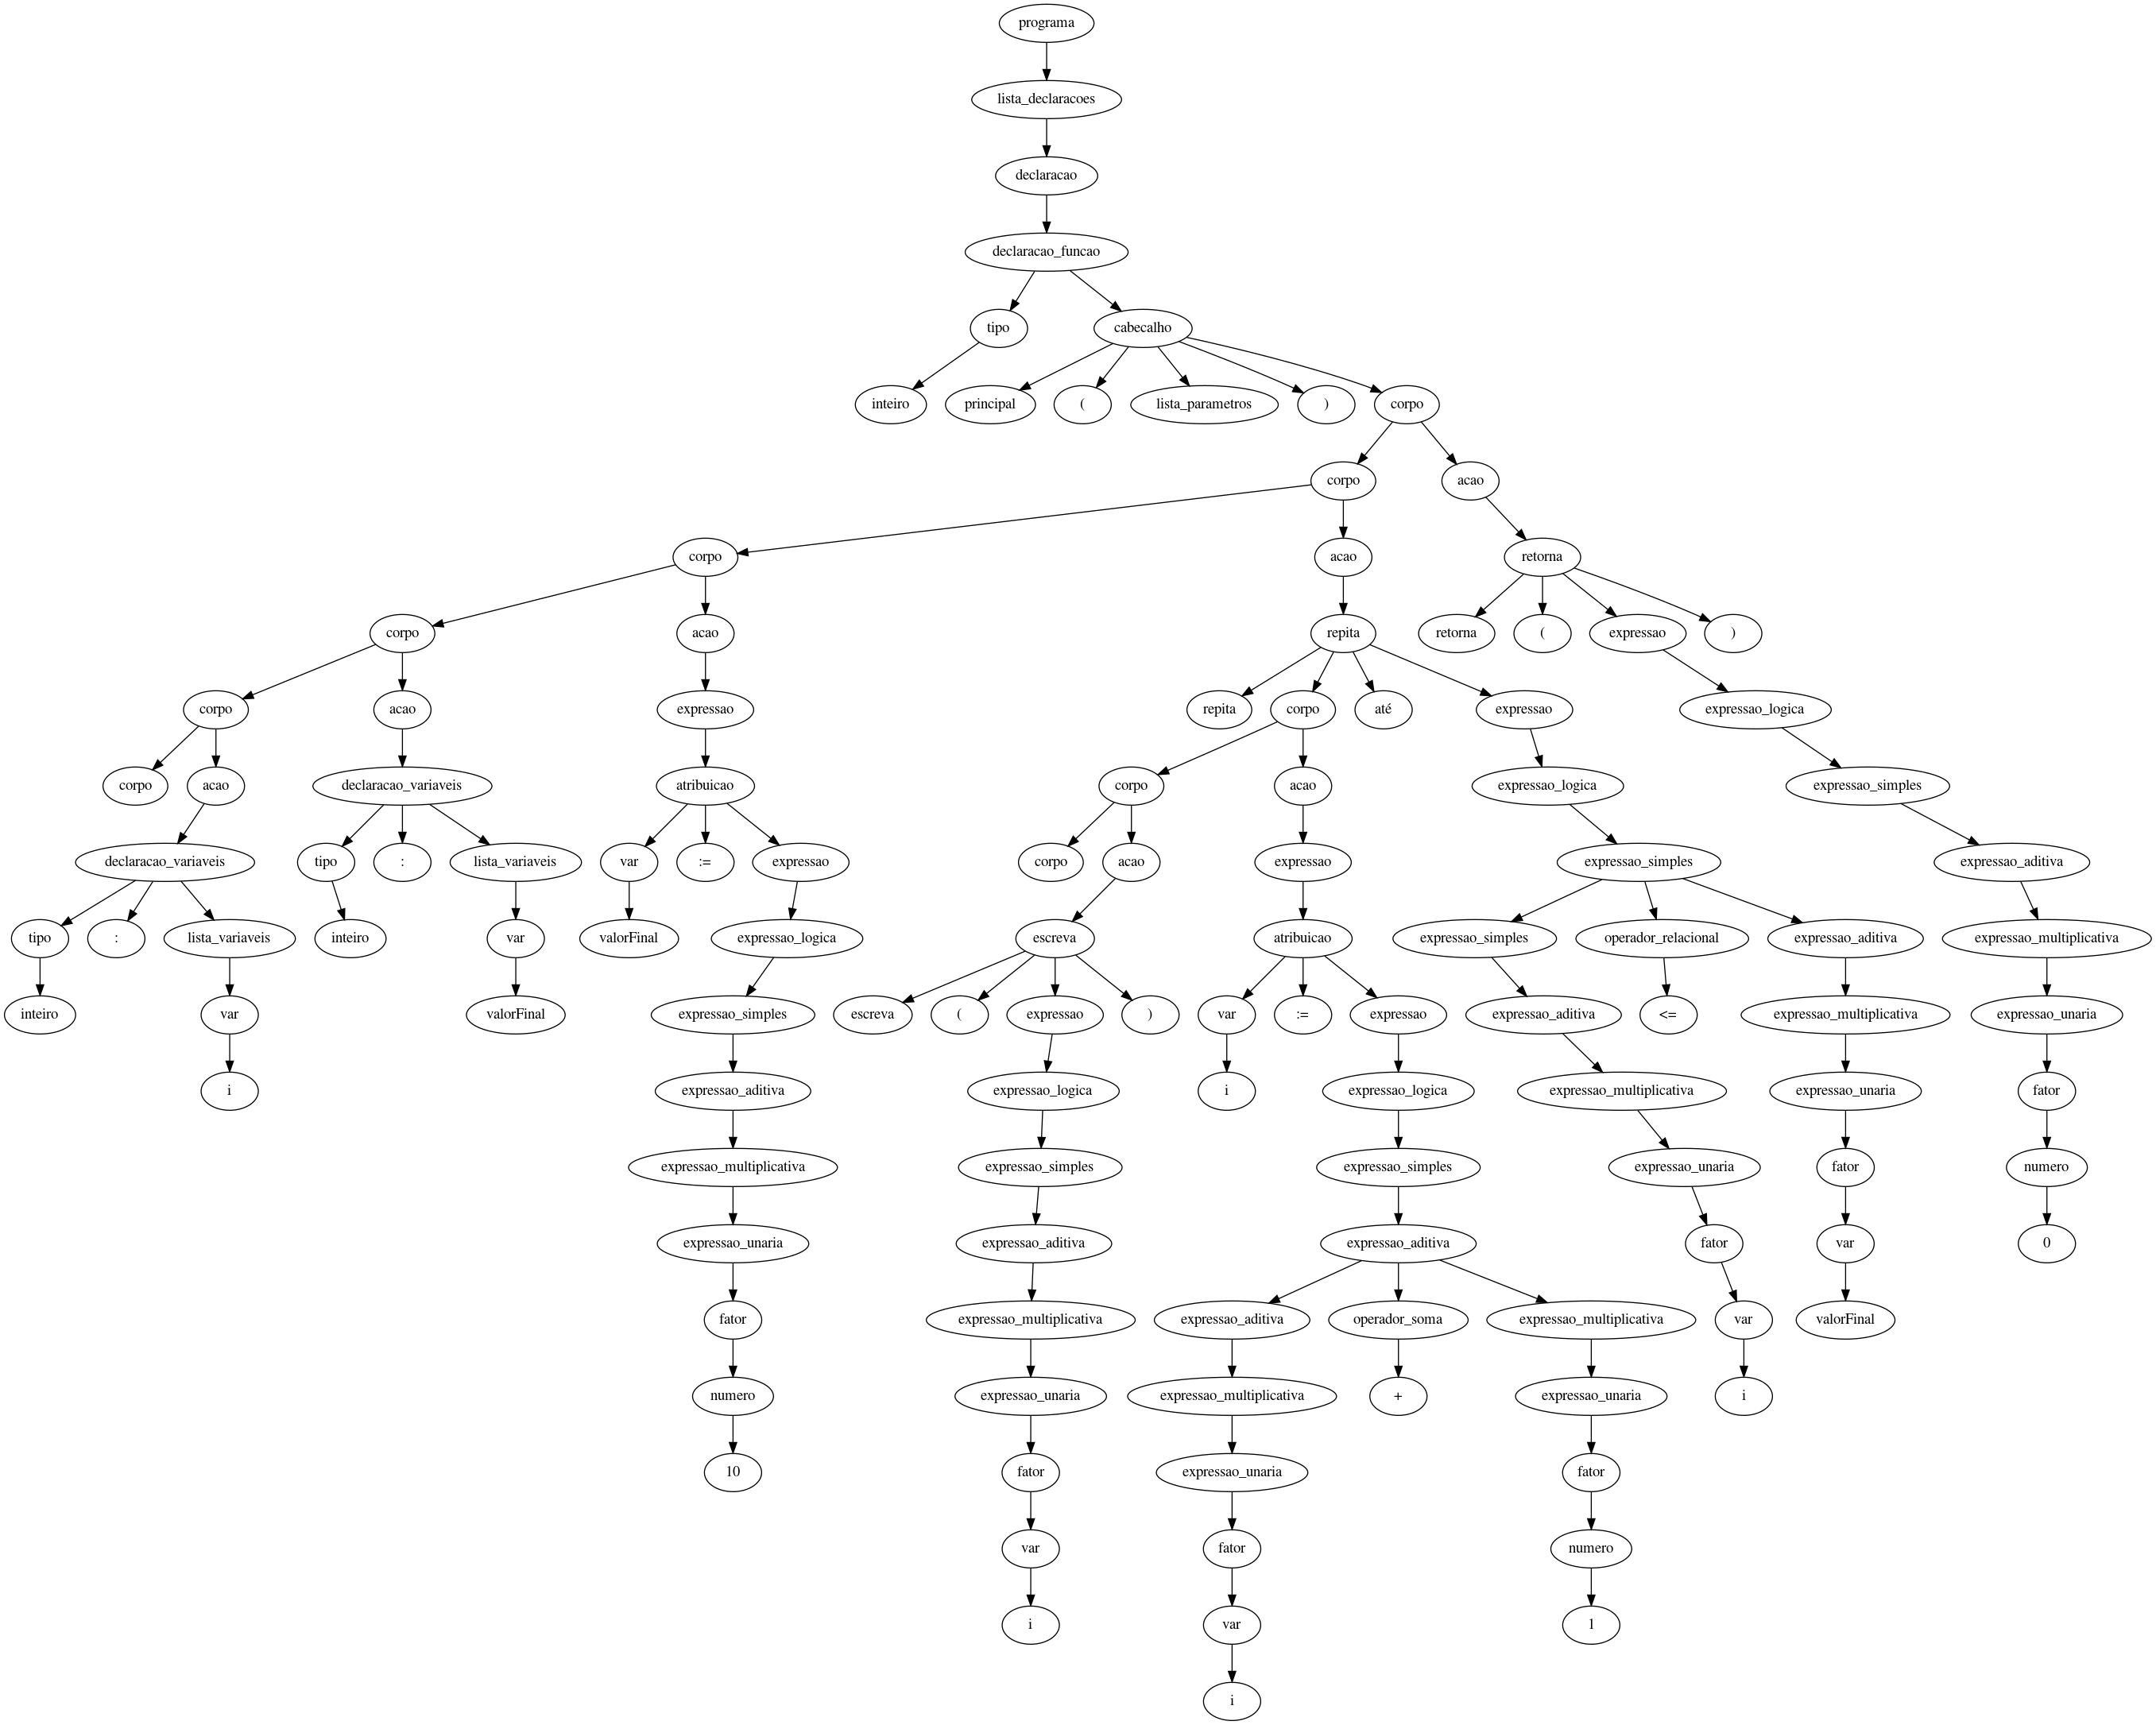 programa
lista_declaracoes
declaracao
declaracao_funcao
tipo cabecalho
inteiro principal ( lista_parametros ) corpo
corpo acao
corpo acao retorna
corpo acao repita retorna ( expressao )
corpo acao expressao repita corpo até expressao expressao_logica
corpo acao declaracao_variaveis atribuicao corpo acao expressao_logica expressao_simples
declaracao_variaveis tipo : lista_variaveis var := expressao corpo acao expressao expressao_simples expressao_aditiva
tipo : lista_variaveis inteiro var valorFinal expressao_logica escreva atribuicao expressao_simples operador_relacional expressao_aditiva expressao_multiplicativa
inteiro var valorFinal expressao_simples escreva ( expressao ) var := expressao expressao_aditiva <= expressao_multiplicativa expressao_unaria
i expressao_aditiva expressao_logica i expressao_logica expressao_multiplicativa expressao_unaria fator
expressao_multiplicativa expressao_simples expressao_simples expressao_unaria fator numero
expressao_unaria expressao_aditiva expressao_aditiva fator var 0
fator expressao_multiplicativa expressao_aditiva operador_soma expressao_multiplicativa var valorFinal
numero expressao_unaria expressao_multiplicativa + expressao_unaria i
10 fator expressao_unaria fator
var fator numero
i var 1
i